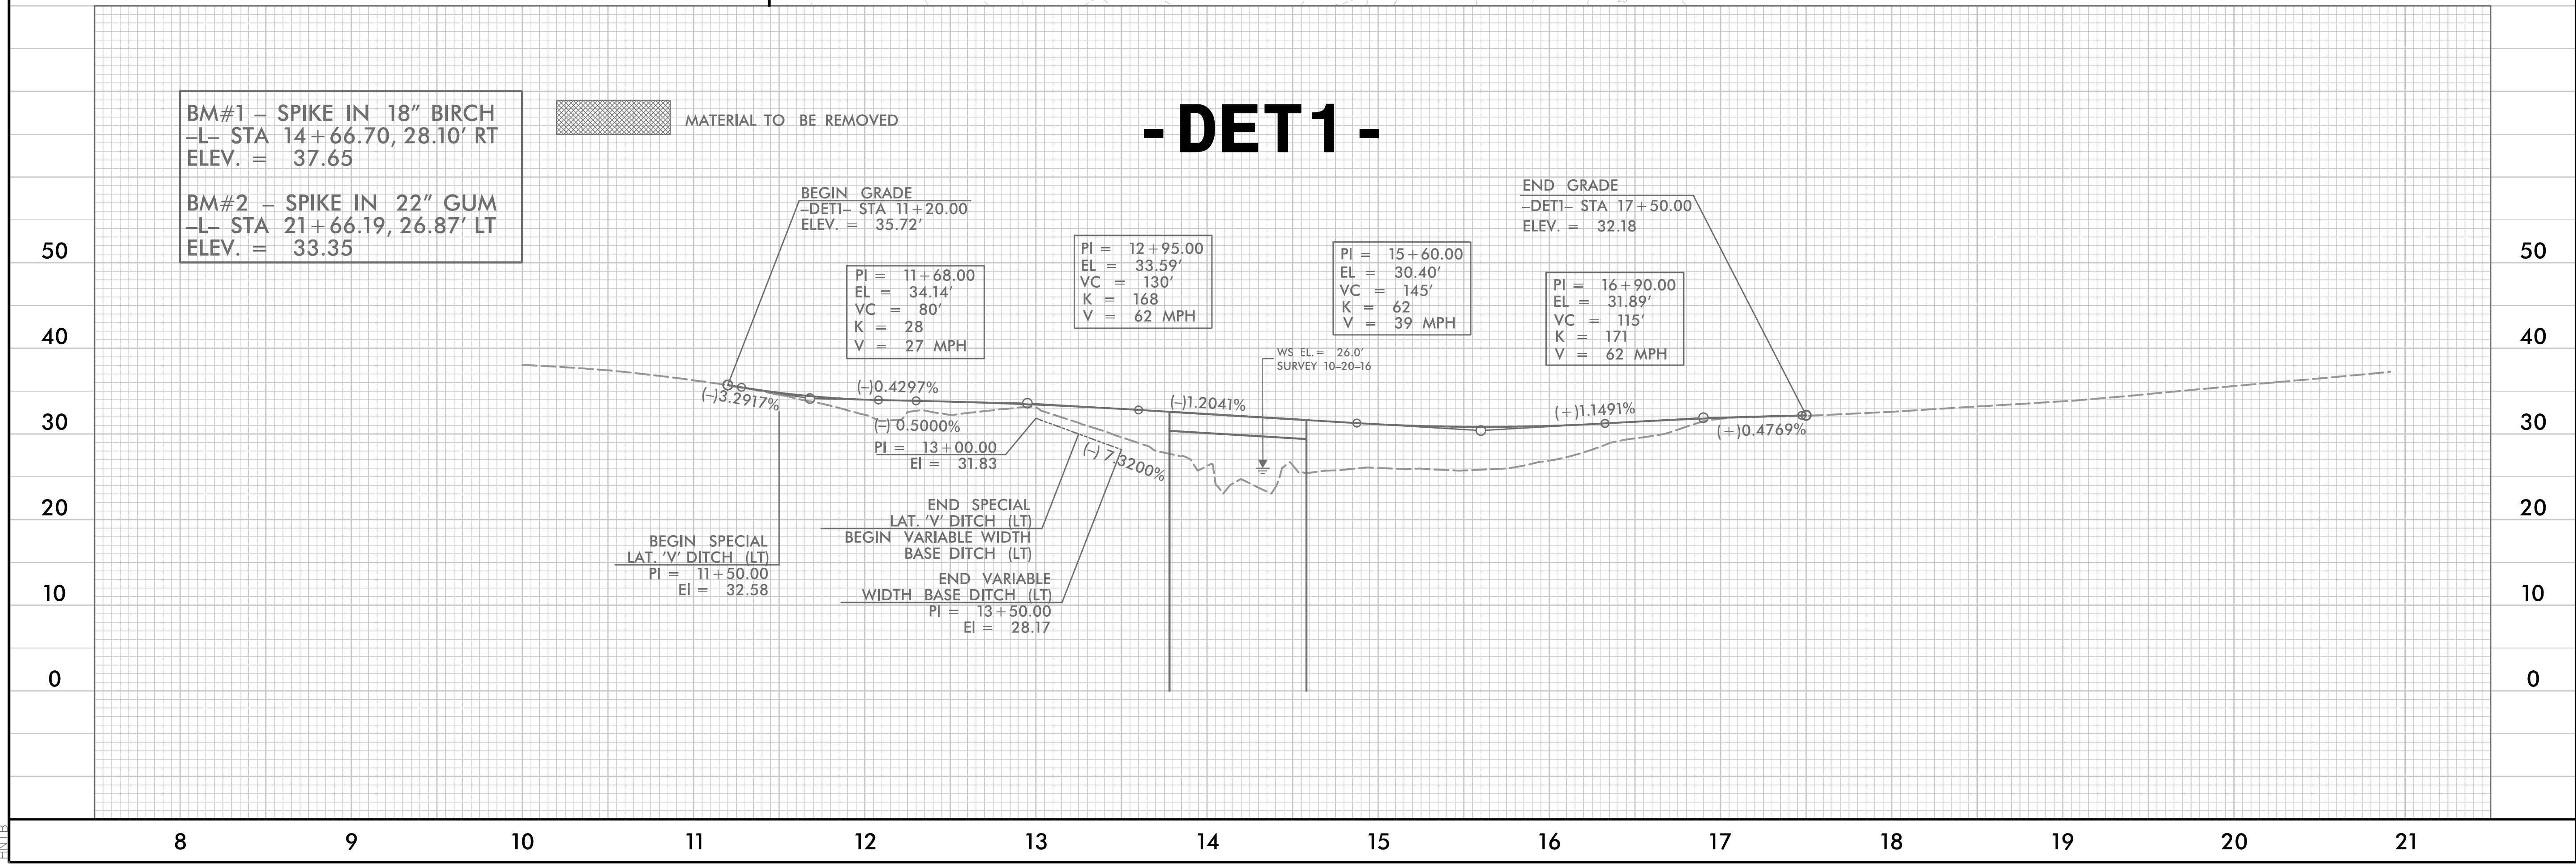 BM#1 – SPIKE IN 18" BIRCH
–L– STA 14+66.70, 28.10' RT
ELEV. = 37.65
BM#2 – SPIKE IN 22" GUM
–L– STA 21+66.19, 26.87' LT
ELEV. = 33.35
MATERIAL TO BE REMOVED
-DET1-
BEGIN GRADE
–DET1– STA 11+20.00
ELEV. = 35.72'
END GRADE
–DET1– STA 17+50.00
ELEV. = 32.18
PI = 11+68.00
EL = 34.14'
VC = 80'
K = 28
V = 27 MPH
PI = 12+95.00
EL = 33.59'
VC = 130'
K = 168
V = 62 MPH
PI = 15+60.00
EL = 30.40'
VC = 145'
K = 62
V = 39 MPH
PI = 16+90.00
EL = 31.89'
VC = 115'
K = 171
V = 62 MPH
WS EL. = 26.0'
SURVEY 10–20–16
(–)3.2917%
(–)0.4297%
(–)1.2041%
(+)1.1491%
(+)0.4769%
(–) 0.5000%
PI = 13+00.00
El = 31.83
(–) 7.3200%
END SPECIAL
LAT. 'V' DITCH (LT)
BEGIN VARIABLE WIDTH
BASE DITCH (LT)
BEGIN SPECIAL
LAT. 'V' DITCH (LT)
PI = 11+50.00
El = 32.58
END VARIABLE
WIDTH BASE DITCH (LT)
PI = 13+50.00
El = 28.17
50
40
30
20
10
0
50
40
30
20
10
0
8 9 10 11 12 13 14 15 16 17 18 19 20 21